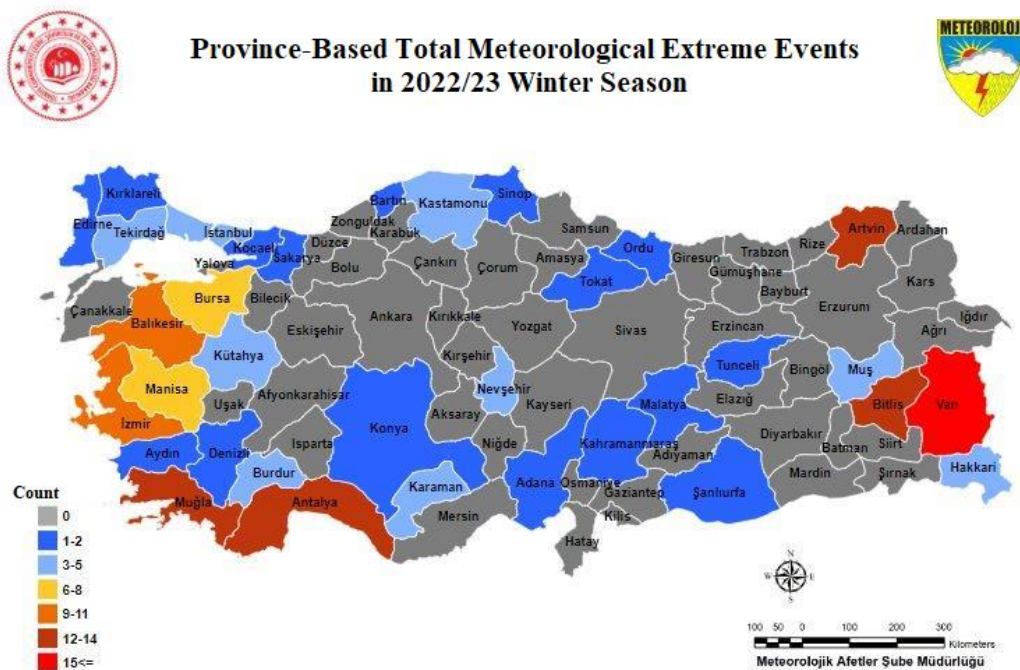 METEOROLOJİ
Province-Based Total Meteorological Extreme Events
in 2022/23 Winter Season
Kırklareli
Edirne
Tekirdağ
İstanbul
Kocaeli
Sakarya
Yalova
Düzce
Bolu
Zonguldak
Bartın
Karabük
Kastamonu
Sinop
Çankırı
Çorum
Samsun
Amasya
Ordu
Tokat
Giresun
Gümüşhane
Trabzon
Bayburt
Rize
Artvin
Ardahan
Kars
Iğdır
Ağrı
Erzurum
Erzincan
Çanakkale
Balıkesir
Bursa
Bilecik
Eskişehir
Ankara
Kırıkkale
Yozgat
Sivas
Tunceli
Bingöl
Muş
Bitlis
Van
Kütahya
Manisa
Uşak
Afyonkarahisar
Kırşehir
Nevşehir
Kayseri
Malatya
Elazığ
Diyarbakır
Batman
Siirt
Şırnak
Hakkari
İzmir
Aydın
Denizli
Isparta
Burdur
Konya
Aksaray
Niğde
Kahramanmaraş
Adıyaman
Mardin
Muğla
Antalya
Karaman
Mersin
Adana
Osmaniye
Gaziantep
Kilis
Şanlıurfa
Hatay
Count
0
1-2
3-5
6-8
9-11
12-14
15<=
N
W E
S
100 50 0 100 200 300
Kilometers
Meteorolojik Afetler Şube Müdürlüğü